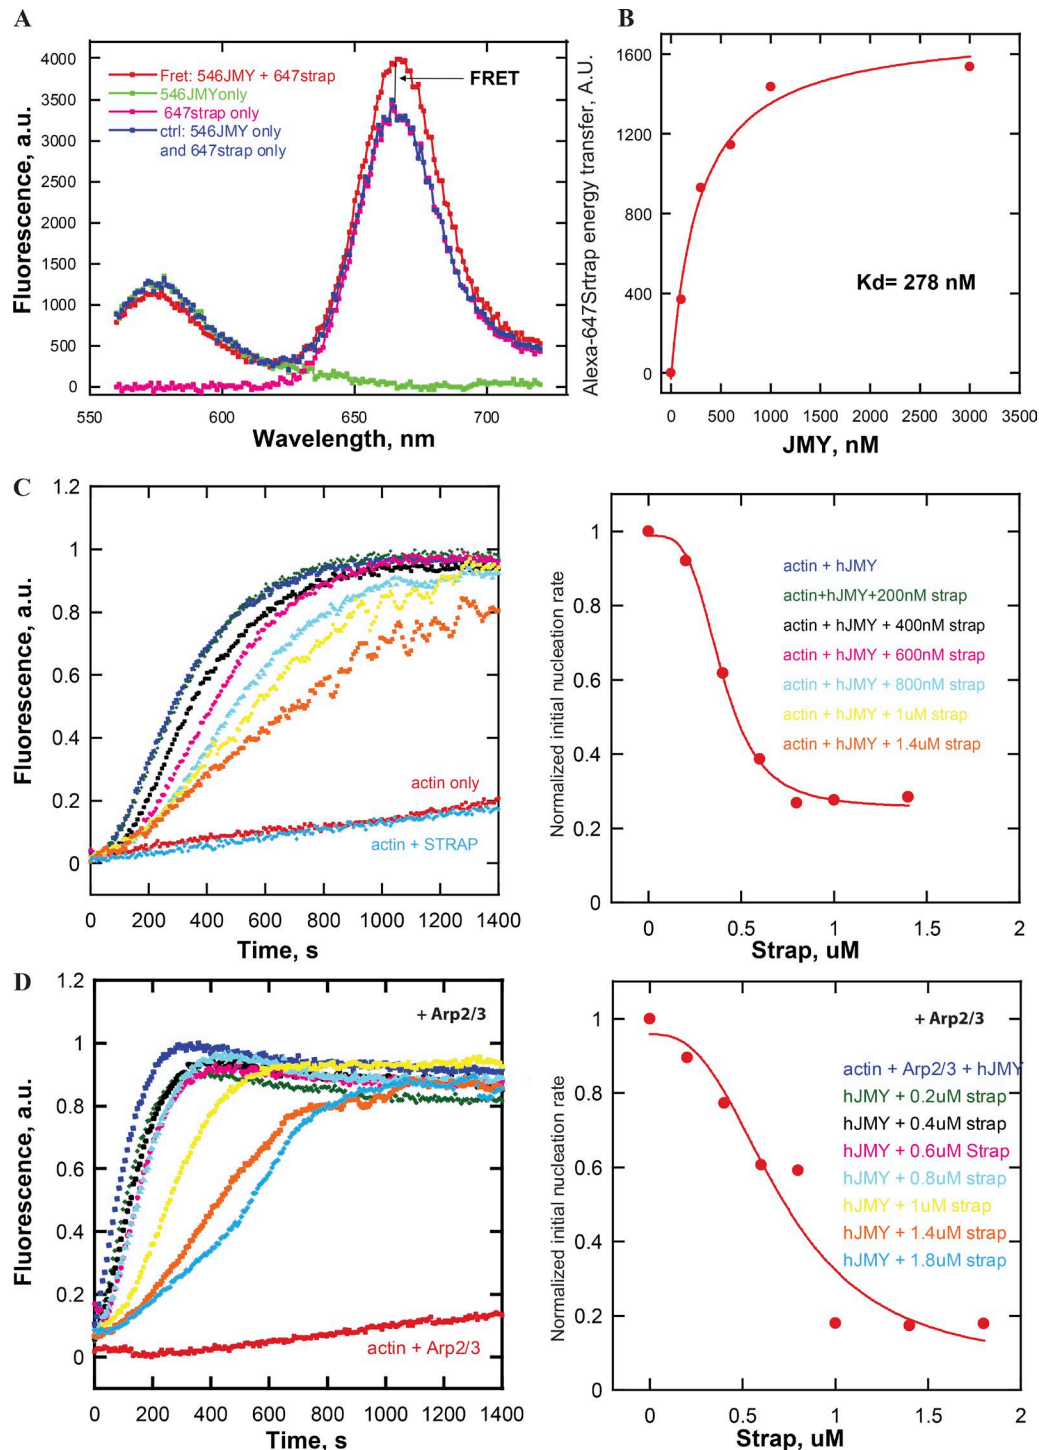 A
4000
3500
3000
2500
2000
1500
1000
500
0
Fluorescence, a.u.
Fret: 546JMY + 647strap
546JMYonly
647strap only
ctrl: 546JMY only
and 647strap only
FRET
550
600
650
700
Wavelength, nm
B
1600
1200
800
400
0
Alexa-647Srtrap energy transfer, A.U.
Kd= 278 nM
0
500
1000
1500
2000
2500
3000
3500
JMY, nM
C
1.2
1
0.8
0.6
0.4
0.2
0
Fluorescence, a.u.
actin only
actin + STRAP
0
200
400
600
800
1000
1200
1400
Time, s
1
0.8
0.6
0.4
0.2
0
Normalized initial nucleation rate
actin + hJMY
actin+hJMY+200nM strap
actin + hJMY + 400nM strap
actin + hJMY + 600nM strap
actin + hJMY + 800nM strap
actin + hJMY + 1uM strap
actin + hJMY + 1.4uM strap
0
0.5
1
1.5
2
Strap, uM
D
1.2
1
0.8
0.6
0.4
0.2
0
Fluorescence, a.u.
+ Arp2/3
actin + Arp2/3
0
200
400
600
800
1000
1200
1400
Time, s
1
0.8
0.6
0.4
0.2
0
Normalized initial nucleation rate
+ Arp2/3
actin + Arp2/3 + hJMY
hJMY + 0.2uM strap
hJMY + 0.4uM strap
hJMY + 0.6uM Strap
hJMY + 0.8uM strap
hJMY + 1uM strap
hJMY + 1.4uM strap
hJMY + 1.8uM strap
0
0.5
1
1.5
2
Strap, uM